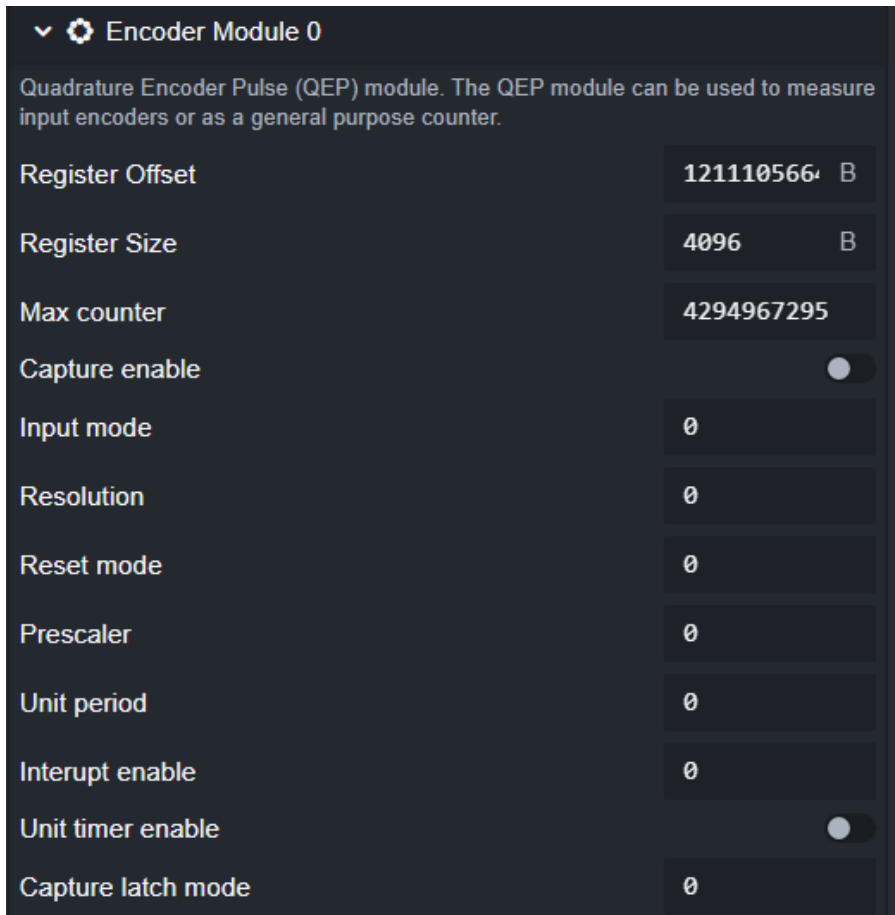 Encoder Module 0
Quadrature Encoder Pulse (QEP) module. The QEP module can be used to measure
input encoders or as a general purpose counter.
Register Offset 1211105664 B
Register Size 4096 B
Max counter 4294967295
Capture enable
Input mode 0
Resolution 0
Reset mode 0
Prescaler 0
Unit period 0
Interupt enable 0
Unit timer enable
Capture latch mode 0